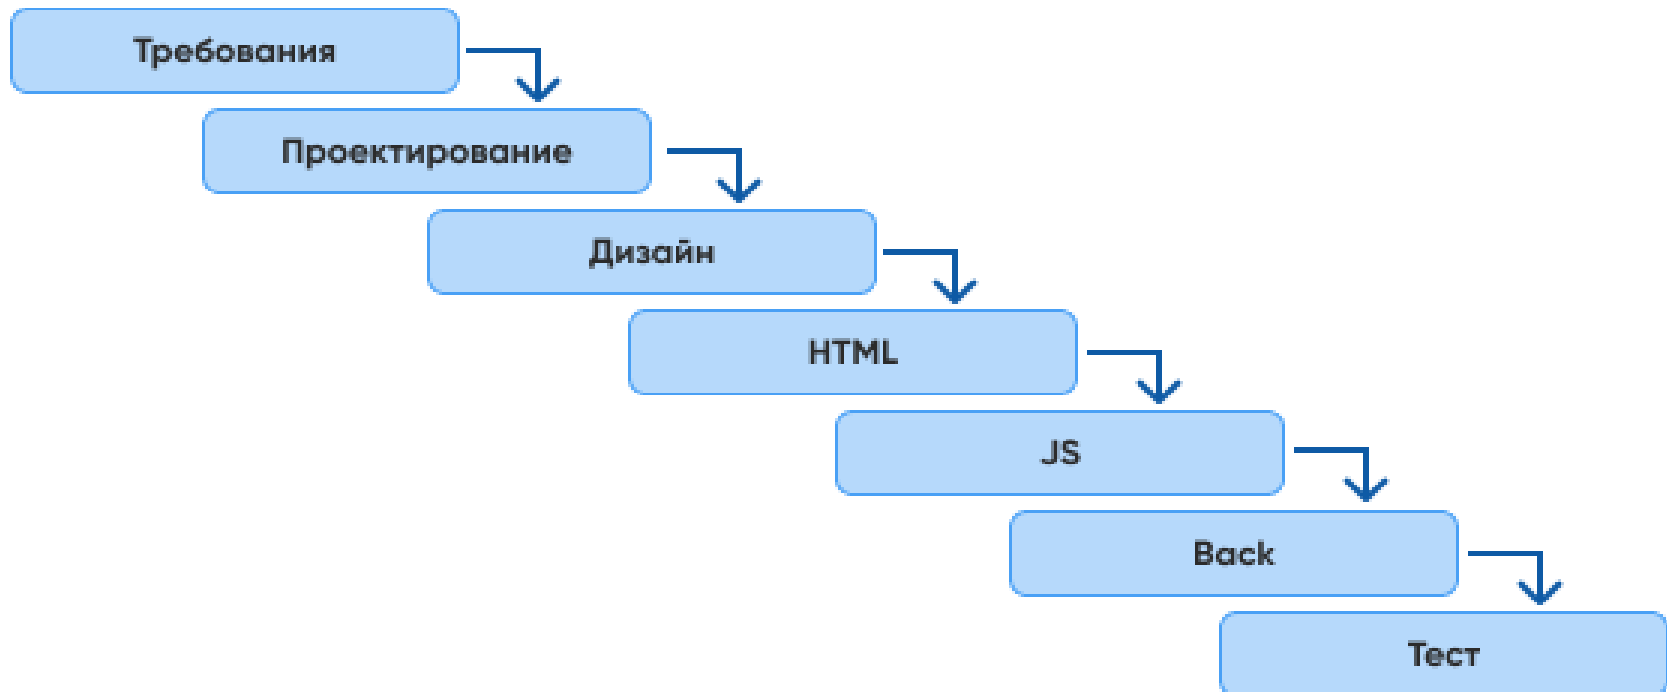 Требования
Проектирование
Дизайн
HTML
JS
Back
Тест